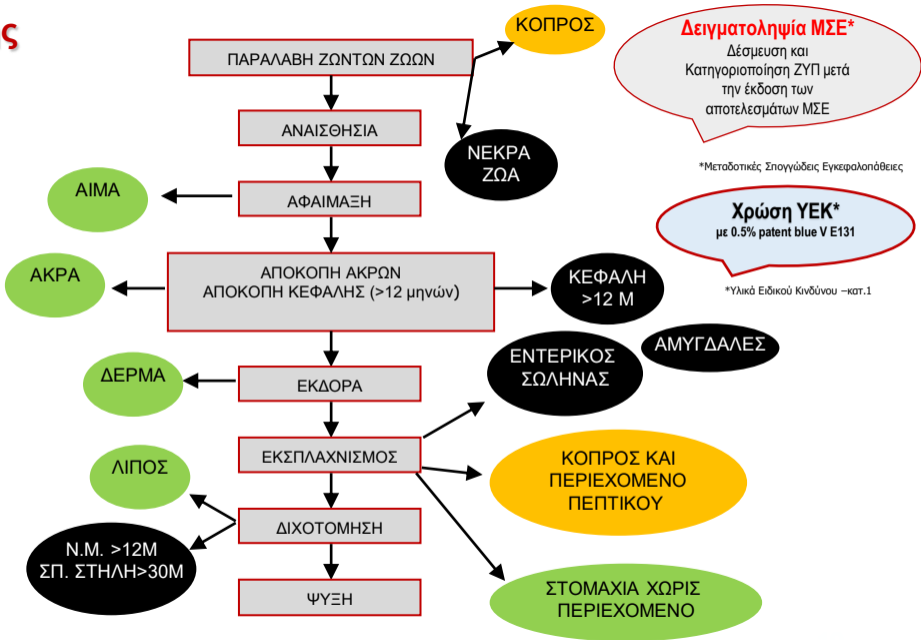 ς
ΚΟΠΡΟΣ
ΠΑΡΑΛΑΒΗ ΖΩΝΤΩΝ ΖΩΩΝ
Δειγματοληψία ΜΣΕ*
Δέσμευση και
Κατηγοριοποίηση ΖΥΠ μετά
την έκδοση των
αποτελεσμάτων ΜΣΕ
ΑΝΑΙΣΘΗΣΙΑ
ΝΕΚΡΑ
ΖΩΑ
*Μεταδοτικές Σπογγώδεις Εγκεφαλοπάθειες
ΑΙΜΑ
ΑΦΑΙΜΑΞΗ
Χρώση ΥΕΚ*
με 0.5% patent blue V E131
ΑΚΡΑ
ΑΠΟΚΟΠΗ ΑΚΡΩΝ
ΑΠΟΚΟΠΗ ΚΕΦΑΛΗΣ (>12 μηνών)
ΚΕΦΑΛΗ
>12 Μ
*Υλικά Ειδικού Κινδύνου –κατ.1
ΑΜΥΓΔΑΛΕΣ
ΕΝΤΕΡΙΚΟΣ
ΣΩΛΗΝΑΣ
ΔΕΡΜΑ
ΕΚΔΟΡΑ
ΕΚΣΠΛΑΧΝΙΣΜΟΣ
ΛΙΠΟΣ
ΚΟΠΡΟΣ ΚΑΙ
ΠΕΡΙΕΧΟΜΕΝΟ
ΠΕΠΤΙΚΟΥ
ΔΙΧΟΤΟΜΗΣΗ
Ν.Μ. >12Μ
ΣΠ. ΣΤΗΛΗ>30Μ
ΨΥΞΗ
ΣΤΟΜΑΧΙΑ ΧΩΡΙΣ
ΠΕΡΙΕΧΟΜΕΝΟ